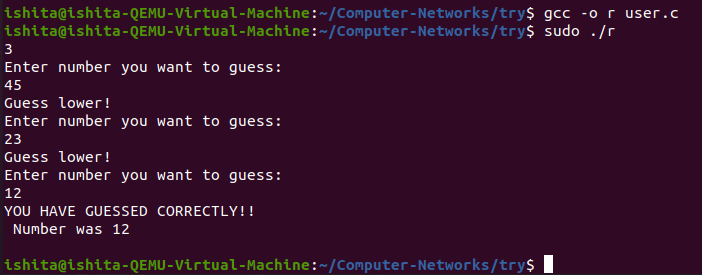 ishita@ishita-QEMU-Virtual-Machine:~/Computer-Networks/try$ gcc -o r user.c
ishita@ishita-QEMU-Virtual-Machine:~/Computer-Networks/try$ sudo ./r
3
Enter number you want to guess:
45
Guess lower!
Enter number you want to guess:
23
Guess lower!
Enter number you want to guess:
12
YOU HAVE GUESSED CORRECTLY!!
 Number was 12
ishita@ishita-QEMU-Virtual-Machine:~/Computer-Networks/try$